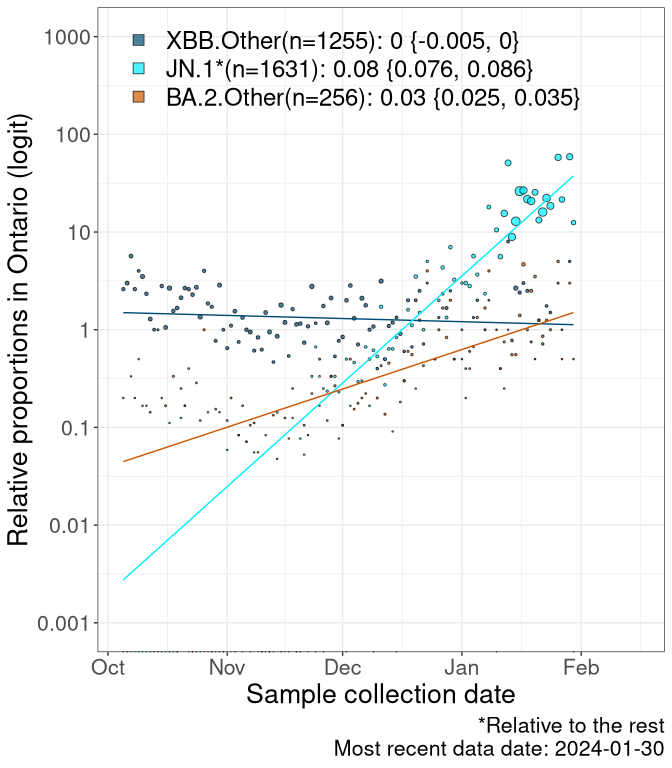 XBB.Other(n=1255): 0 {-0.005, 0}
JN.1*(n=1631): 0.08 {0.076, 0.086}
BA.2.Other(n=256): 0.03 {0.025, 0.035}
Relative proportions in Ontario (logit)
1000
100
10
1
0.1
0.01
0.001
Oct Nov Dec Jan Feb
Sample collection date
*Relative to the rest
Most recent data date: 2024-01-30